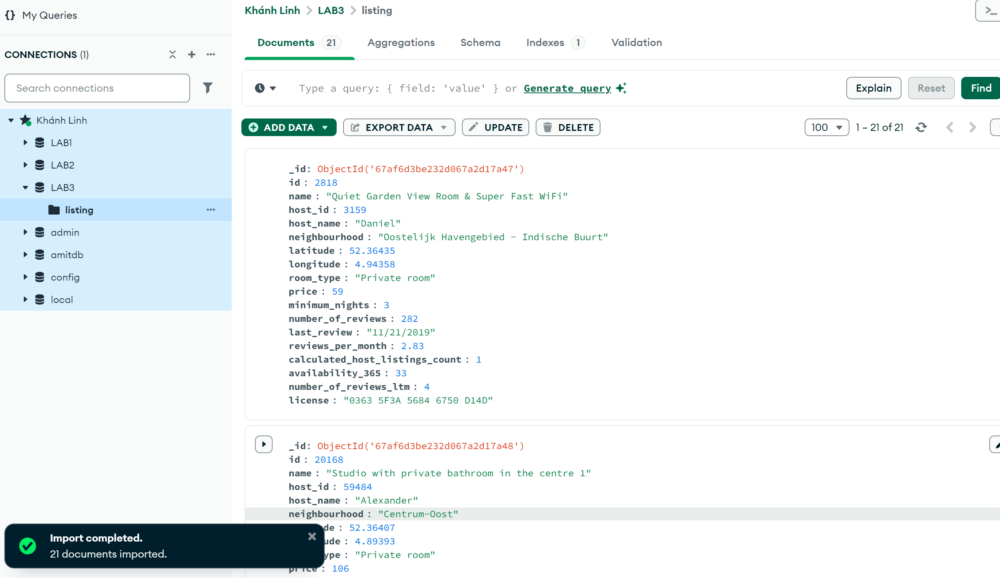 My Queries
CONNECTIONS (1)
Search connections
Khánh Linh
LAB1
LAB2
LAB3
listing
admin
amitdb
config
local
Khánh Linh > LAB3 > listing
Documents 21 Aggregations Schema Indexes 1 Validation
Type a query: { field: 'value' } or Generate query
Explain Reset Find
ADD DATA EXPORT DATA UPDATE DELETE 100 1 – 21 of 21
_id: ObjectId('67af6d3be232d067a2d17a47')
id : 2818
name : "Quiet Garden View Room & Super Fast WiFi"
host_id : 3159
host_name : "Daniel"
neighbourhood : "Oostelijk Havengebied - Indische Buurt"
latitude : 52.36435
longitude : 4.94358
room_type : "Private room"
price : 59
minimum_nights : 3
number_of_reviews : 282
last_review : "11/21/2019"
reviews_per_month : 2.83
calculated_host_listings_count : 1
availability_365 : 33
number_of_reviews_ltm : 4
license : "0363 5F3A 5684 6750 D14D"
_id: ObjectId('67af6d3be232d067a2d17a48')
id : 20168
name : "Studio with private bathroom in the centre 1"
host_id : 59484
host_name : "Alexander"
neighbourhood : "Centrum-Oost"
de : 52.36407
ude : 4.89393
ype : "Private room"
price : 106
Import completed.
21 documents imported.